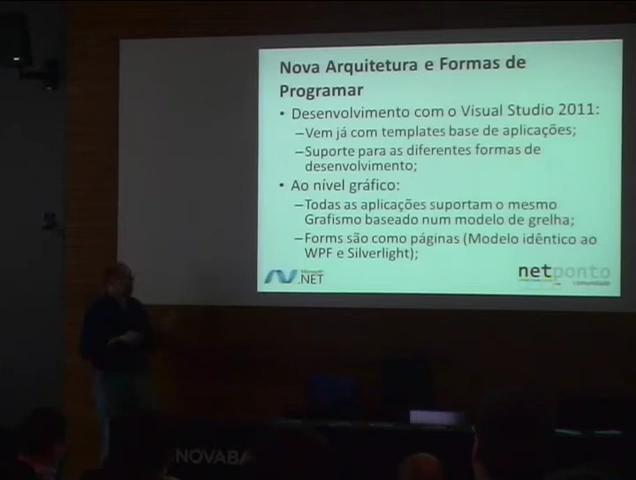 Nova Arquitetura e Formas de
Programar
• Desenvolvimento com o Visual Studio 2011:
–Vem já com templates base de aplicações;
–Suporte para as diferentes formas de
desenvolvimento;
• Ao nível gráfico:
–Todas as aplicações suportam o mesmo
Grafismo baseado num modelo de grelha;
–Forms são como páginas (Modelo idêntico ao
WPF e Silverlight);
Microsoft
.NET
netponto
comunidade
NOVABA